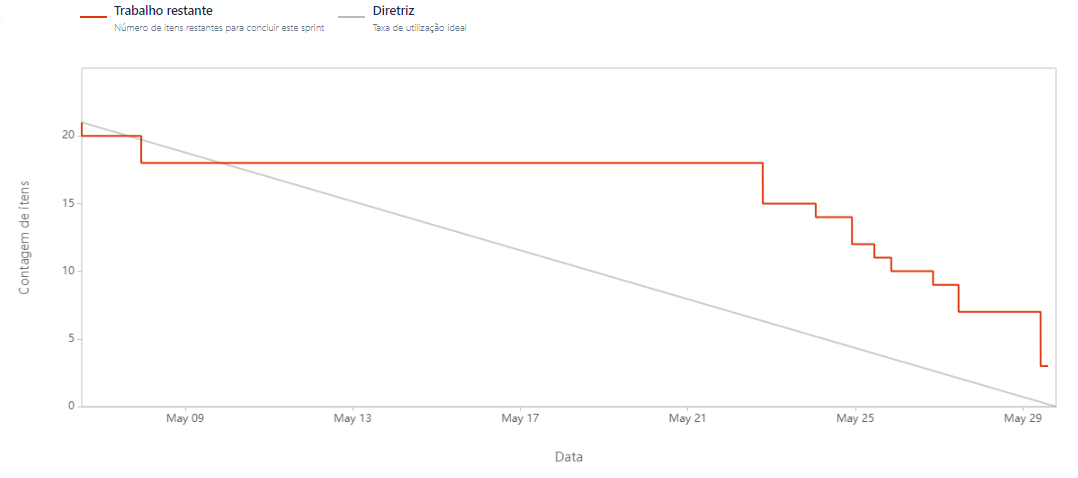 Trabalho restante
Número de itens restantes para concluir este sprint
Diretriz
Taxa de utilização ideal
Contagem de itens
20
15
10
5
0
May 09
May 13
May 17
May 21
May 25
May 29
Data